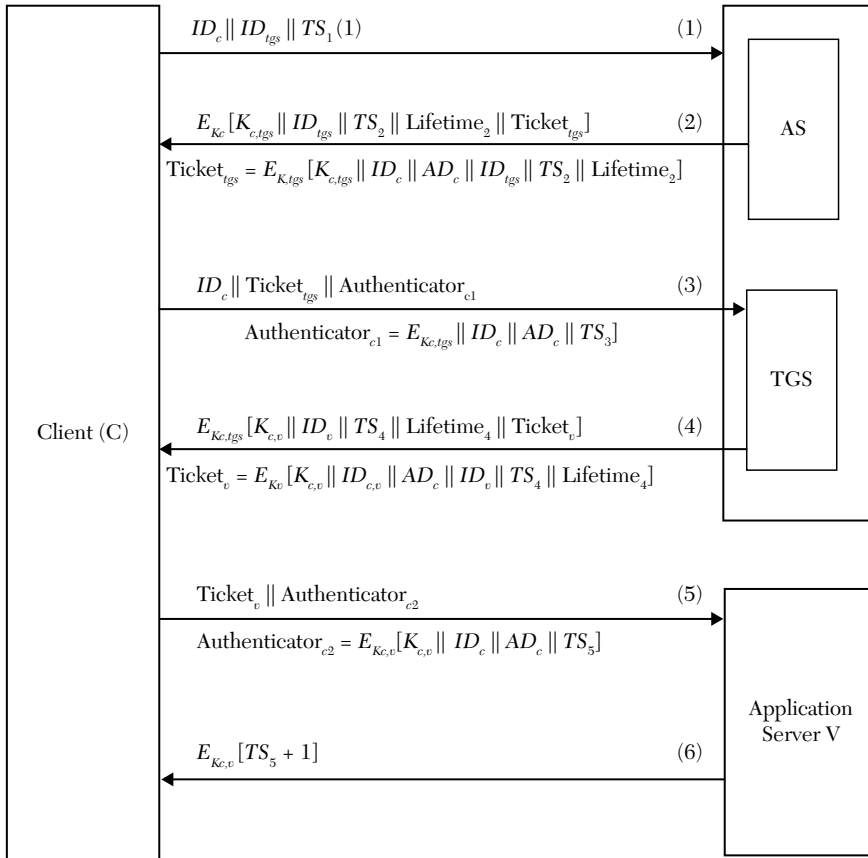 ID_c || ID_tgs || TS_1 (1) (1)
AS
E_Kc [K_c,tgs || ID_tgs || TS_2 || Lifetime_2 || Ticket_tgs] (2)
Ticket_tgs = E_K,tgs [K_c,tgs || ID_c || AD_c || ID_tgs || TS_2 || Lifetime_2]
ID_c || Ticket_tgs || Authenticator_c1 (3)
Authenticator_c1 = E_Kc,tgs || ID_c || AD_c || TS_3]
TGS
Client (C)
E_Kc,tgs [K_c,v || ID_v || TS_4 || Lifetime_4 || Ticket_v] (4)
Ticket_v = E_Kv [K_c,v || ID_c,v || AD_c || ID_v || TS_4 || Lifetime_4]
Ticket_v || Authenticator_c2 (5)
Authenticator_c2 = E_Kc,v [K_c,v || ID_c || AD_c || TS_5]
Application
Server V
E_Kc,v [TS_5 + 1] (6)